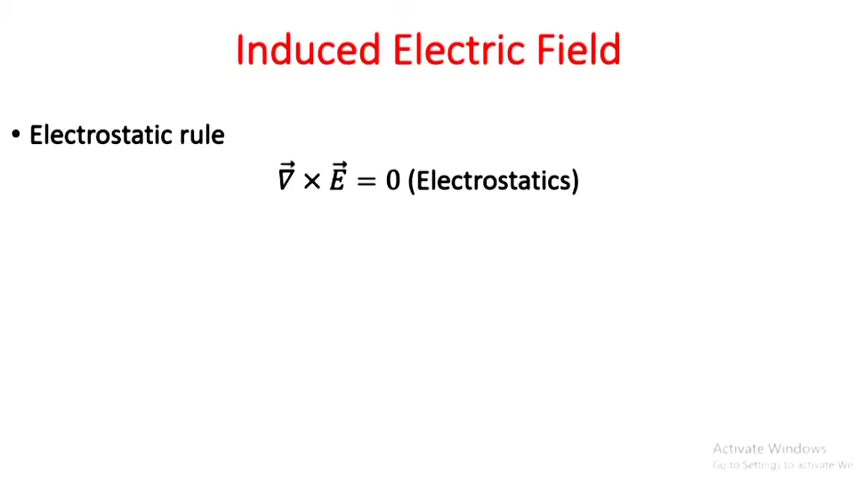 Induced Electric Field
• Electrostatic rule
∇⃗ × E⃗ = 0 (Electrostatics)
Activate Windows
Go to Settings to activate Wi